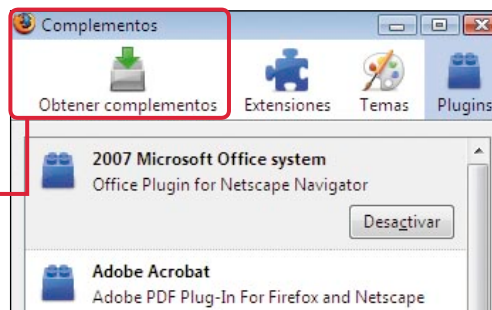 Complementos
Obtener complementos Extensiones Temas Plugins
2007 Microsoft Office system
Office Plugin for Netscape Navigator
Desactivar
Adobe Acrobat
Adobe PDF Plug-In For Firefox and Netscape